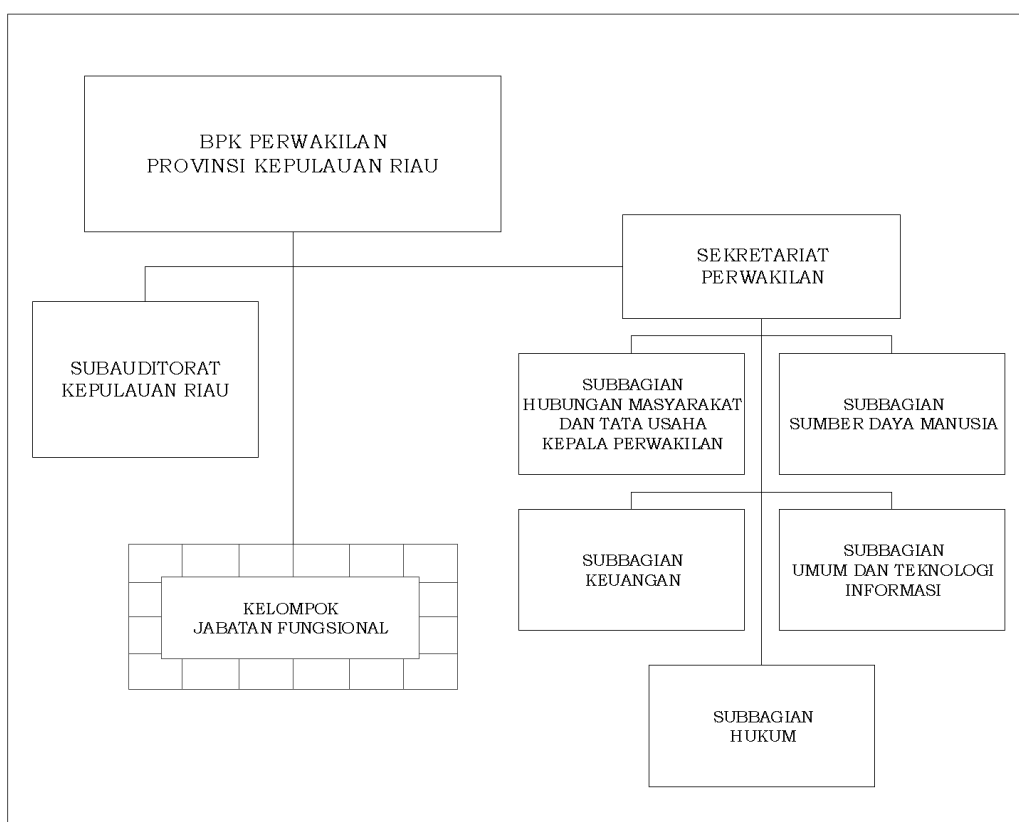 BPK PERWAKILAN
PROVINSI KEPULAUAN RIAU
SEKRETARIAT
PERWAKILAN
SUBAUDITORAT
KEPULAUAN RIAU
SUBBAGIAN
HUBUNGAN MASYARAKAT
DAN TATA USAHA
KEPALA PERWAKILAN
SUBBAGIAN
SUMBER DAYA MANUSIA
SUBBAGIAN
KEUANGAN
SUBBAGIAN
UMUM DAN TEKNOLOGI
INFORMASI
KELOMPOK
JABATAN FUNGSIONAL
SUBBAGIAN
HUKUM